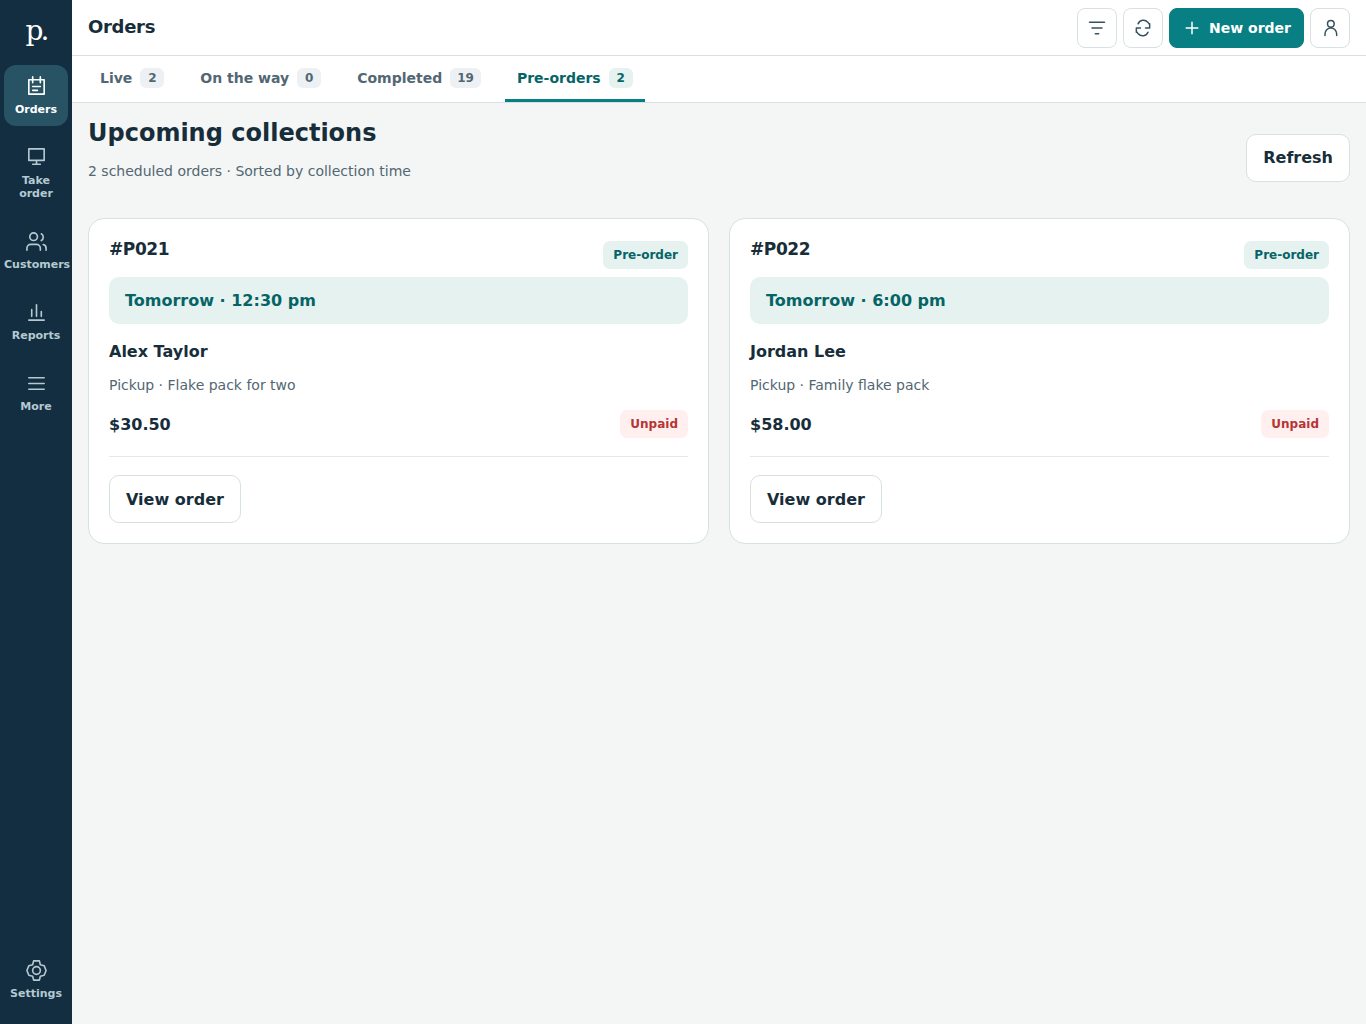 p.
Orders
New order
Live 2
On the way 0
Completed 19
Pre-orders 2
Orders
Take
order
Customers
Reports
More
Settings
Upcoming collections
2 scheduled orders · Sorted by collection time
Refresh
#P021
Pre-order
Tomorrow · 12:30 pm
Alex Taylor
Pickup · Flake pack for two
$30.50
Unpaid
View order
#P022
Pre-order
Tomorrow · 6:00 pm
Jordan Lee
Pickup · Family flake pack
$58.00
Unpaid
View order